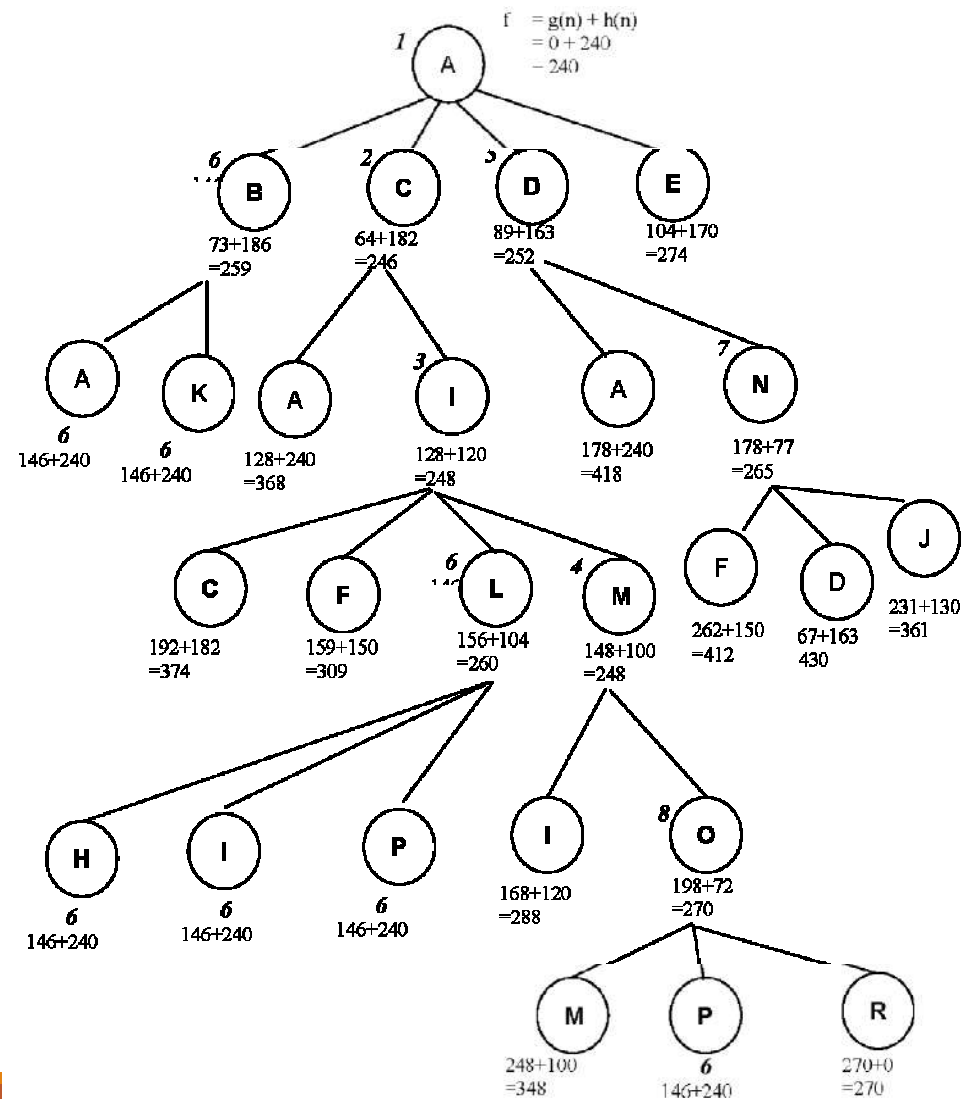 f = g(n) + h(n)
= 0 + 240
– 240
1
A
6
B
2
C
D
E
73+186
=259
64+182
=246
89+163
=252
104+170
=274
A
K
A
3
I
A
7
N
6
146+240
6
146+240
128+240
=368
128+120
=248
178+240
=418
178+77
=265
C
F
6
L
4
M
F
D
J
192+182
=374
159+150
=309
156+104
=260
148+100
=248
262+150
=412
67+163
430
231+130
=361
H
I
P
I
8
O
6
146+240
6
146+240
6
146+240
168+120
=288
198+72
=270
M
P
R
248+100
=348
6
146+240
270+0
=270